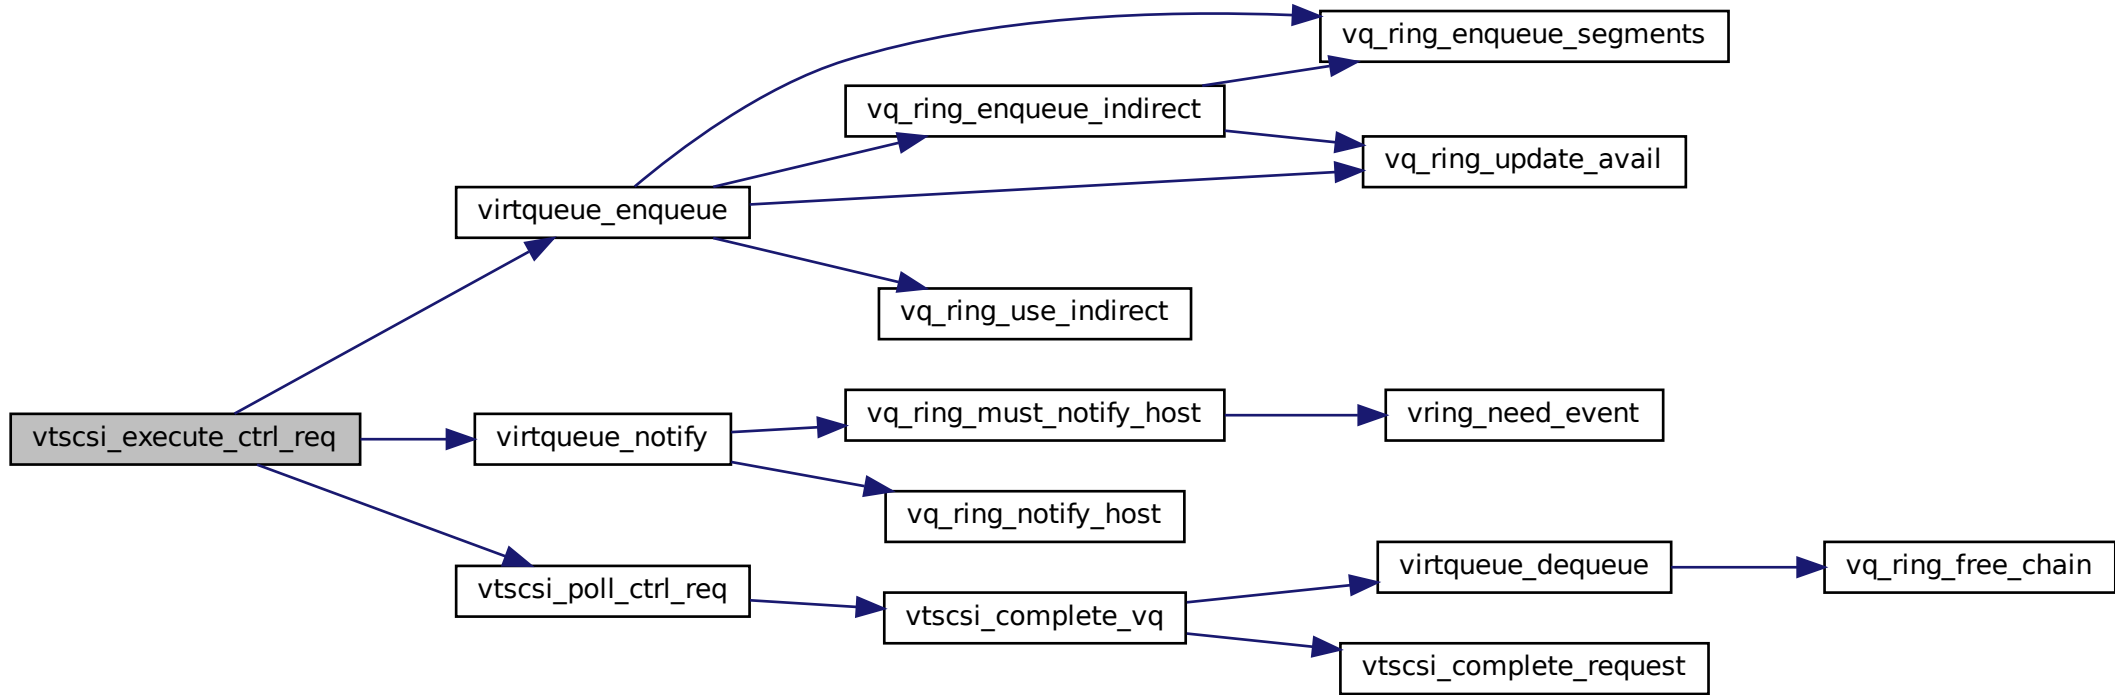 vq_ring_enqueue_segments
vq_ring_enqueue_indirect
vq_ring_update_avail
virtqueue_enqueue
vq_ring_use_indirect
vtscsi_execute_ctrl_req
virtqueue_notify
vq_ring_must_notify_host
vring_need_event
vq_ring_notify_host
vtscsi_poll_ctrl_req
vtscsi_complete_vq
virtqueue_dequeue
vq_ring_free_chain
vtscsi_complete_request